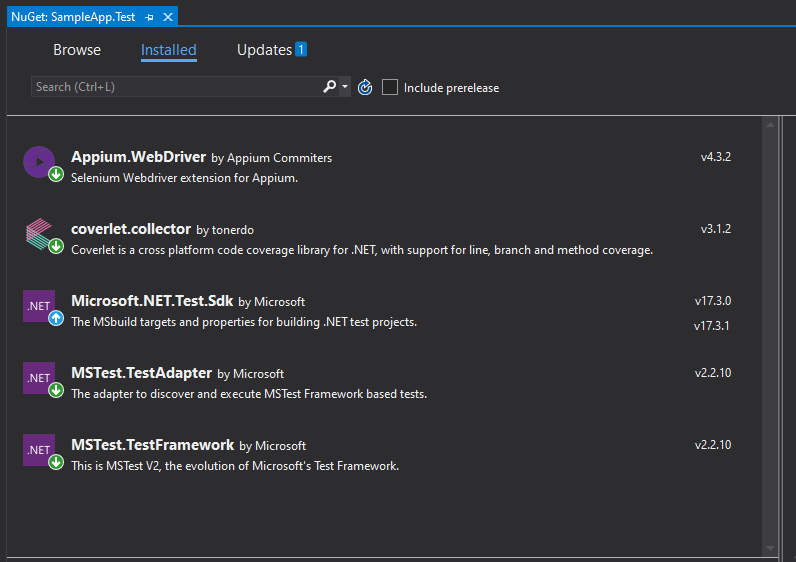 NuGet: SampleApp.Test
Browse Installed Updates 1
Search (Ctrl+L) Include prerelease
Appium.WebDriver by Appium Commiters v4.3.2
Selenium Webdriver extension for Appium.
coverlet.collector by tonerdo v3.1.2
Coverlet is a cross platform code coverage library for .NET, with support for line, branch and method coverage.
.NET Microsoft.NET.Test.Sdk by Microsoft v17.3.0
The MSbuild targets and properties for building .NET test projects. v17.3.1
.NET MSTest.TestAdapter by Microsoft v2.2.10
The adapter to discover and execute MSTest Framework based tests.
.NET MSTest.TestFramework by Microsoft v2.2.10
This is MSTest V2, the evolution of Microsoft's Test Framework.